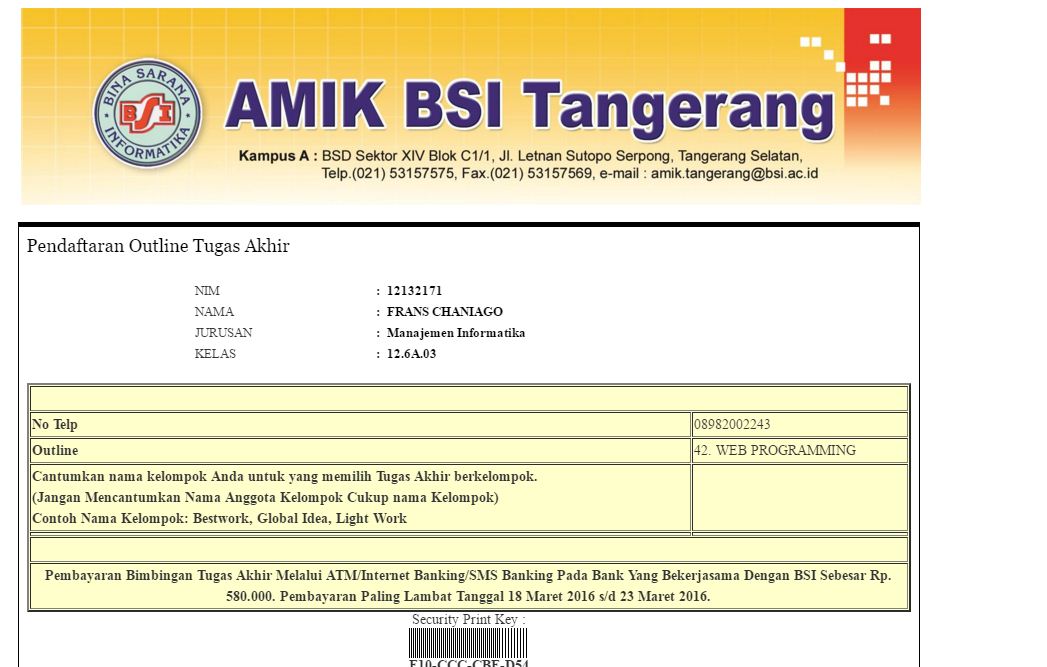 BINA SARANA
BSI
INFORMATIKA
AMIK BSI Tangerang
Kampus A : BSD Sektor XIV Blok C1/1, Jl. Letnan Sutopo Serpong, Tangerang Selatan,
Telp.(021) 53157575, Fax.(021) 53157569, e-mail : amik.tangerang@bsi.ac.id
Pendaftaran Outline Tugas Akhir
NIM : 12132171
NAMA : FRANS CHANIAGO
JURUSAN : Manajemen Informatika
KELAS : 12.6A.03
No Telp 08982002243
Outline 42. WEB PROGRAMMING
Cantumkan nama kelompok Anda untuk yang memilih Tugas Akhir berkelompok.
(Jangan Mencantumkan Nama Anggota Kelompok Cukup nama Kelompok)
Contoh Nama Kelompok: Bestwork, Global Idea, Light Work
Pembayaran Bimbingan Tugas Akhir Melalui ATM/Internet Banking/SMS Banking Pada Bank Yang Bekerjasama Dengan BSI Sebesar Rp.
580.000. Pembayaran Paling Lambat Tanggal 18 Maret 2016 s/d 23 Maret 2016.
Security Print Key :